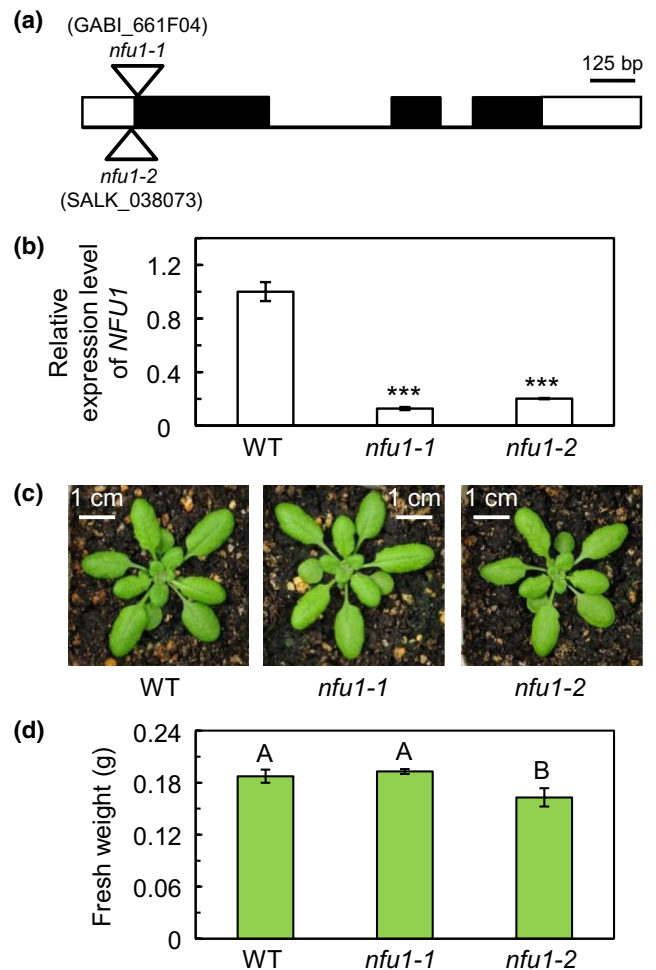 (a)
(GABI_661F04)
nfu1-1
125 bp
nfu1-2
(SALK_038073)
(b)
Relative
expression level
of NFU1
1.2
0.8
0.4
0
***
***
WT
nfu1-1
nfu1-2
(c)
1 cm
1 cm
1 cm
WT
nfu1-1
nfu1-2
(d)
Fresh weight (g)
0.24
0.18
0.12
0.06
0
A
A
B
WT
nfu1-1
nfu1-2